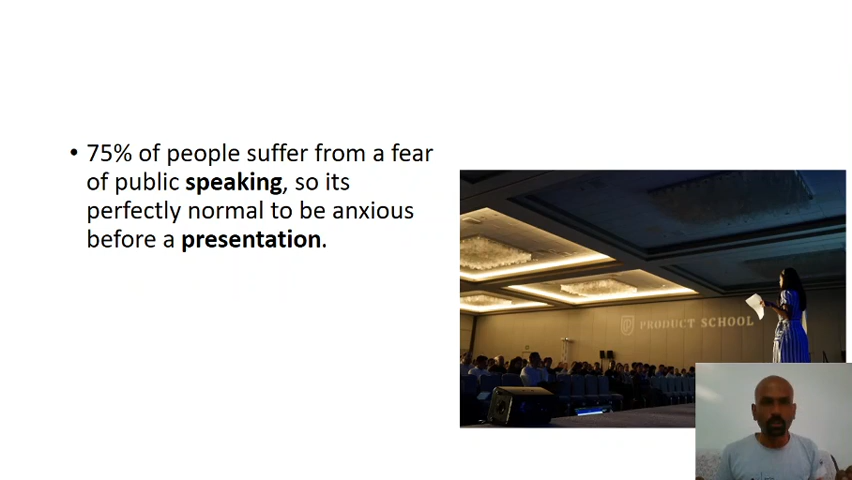 • 75% of people suffer from a fear
of public speaking, so its
perfectly normal to be anxious
before a presentation.
PRODUCT SCHOOL